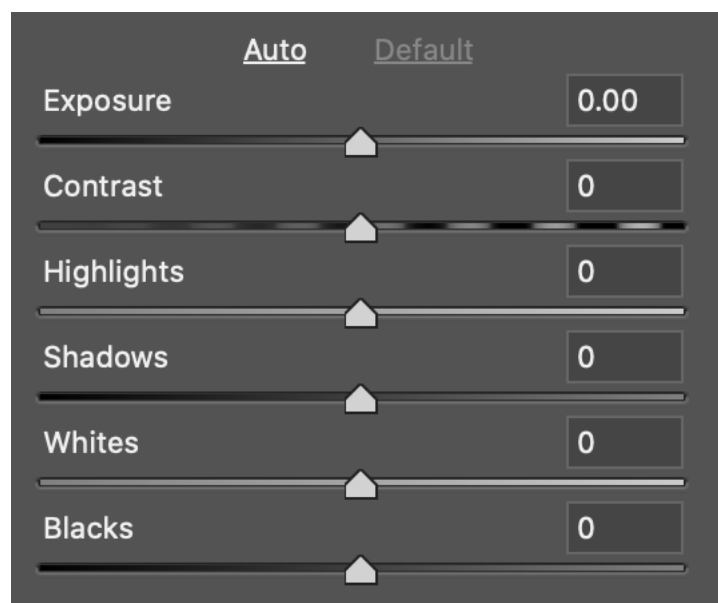 Auto Default
Exposure 0.00
Contrast 0
Highlights 0
Shadows 0
Whites 0
Blacks 0